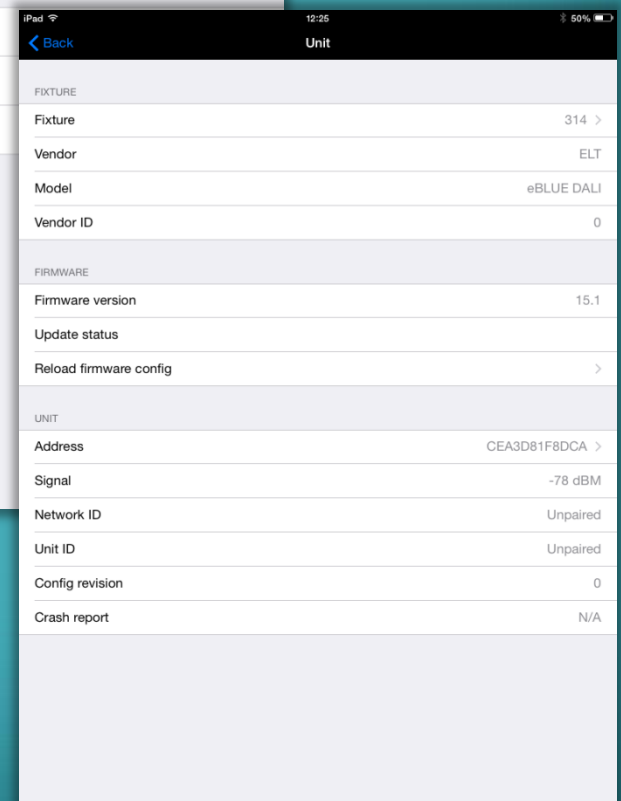 iPad 12:25 50%
Back Unit
FIXTURE
Fixture 314
Vendor ELT
Model eBLUE DALI
Vendor ID 0
FIRMWARE
Firmware version 15.1
Update status
Reload firmware config
UNIT
Address CEA3D81F8DCA
Signal -78 dBM
Network ID Unpaired
Unit ID Unpaired
Config revision 0
Crash report N/A